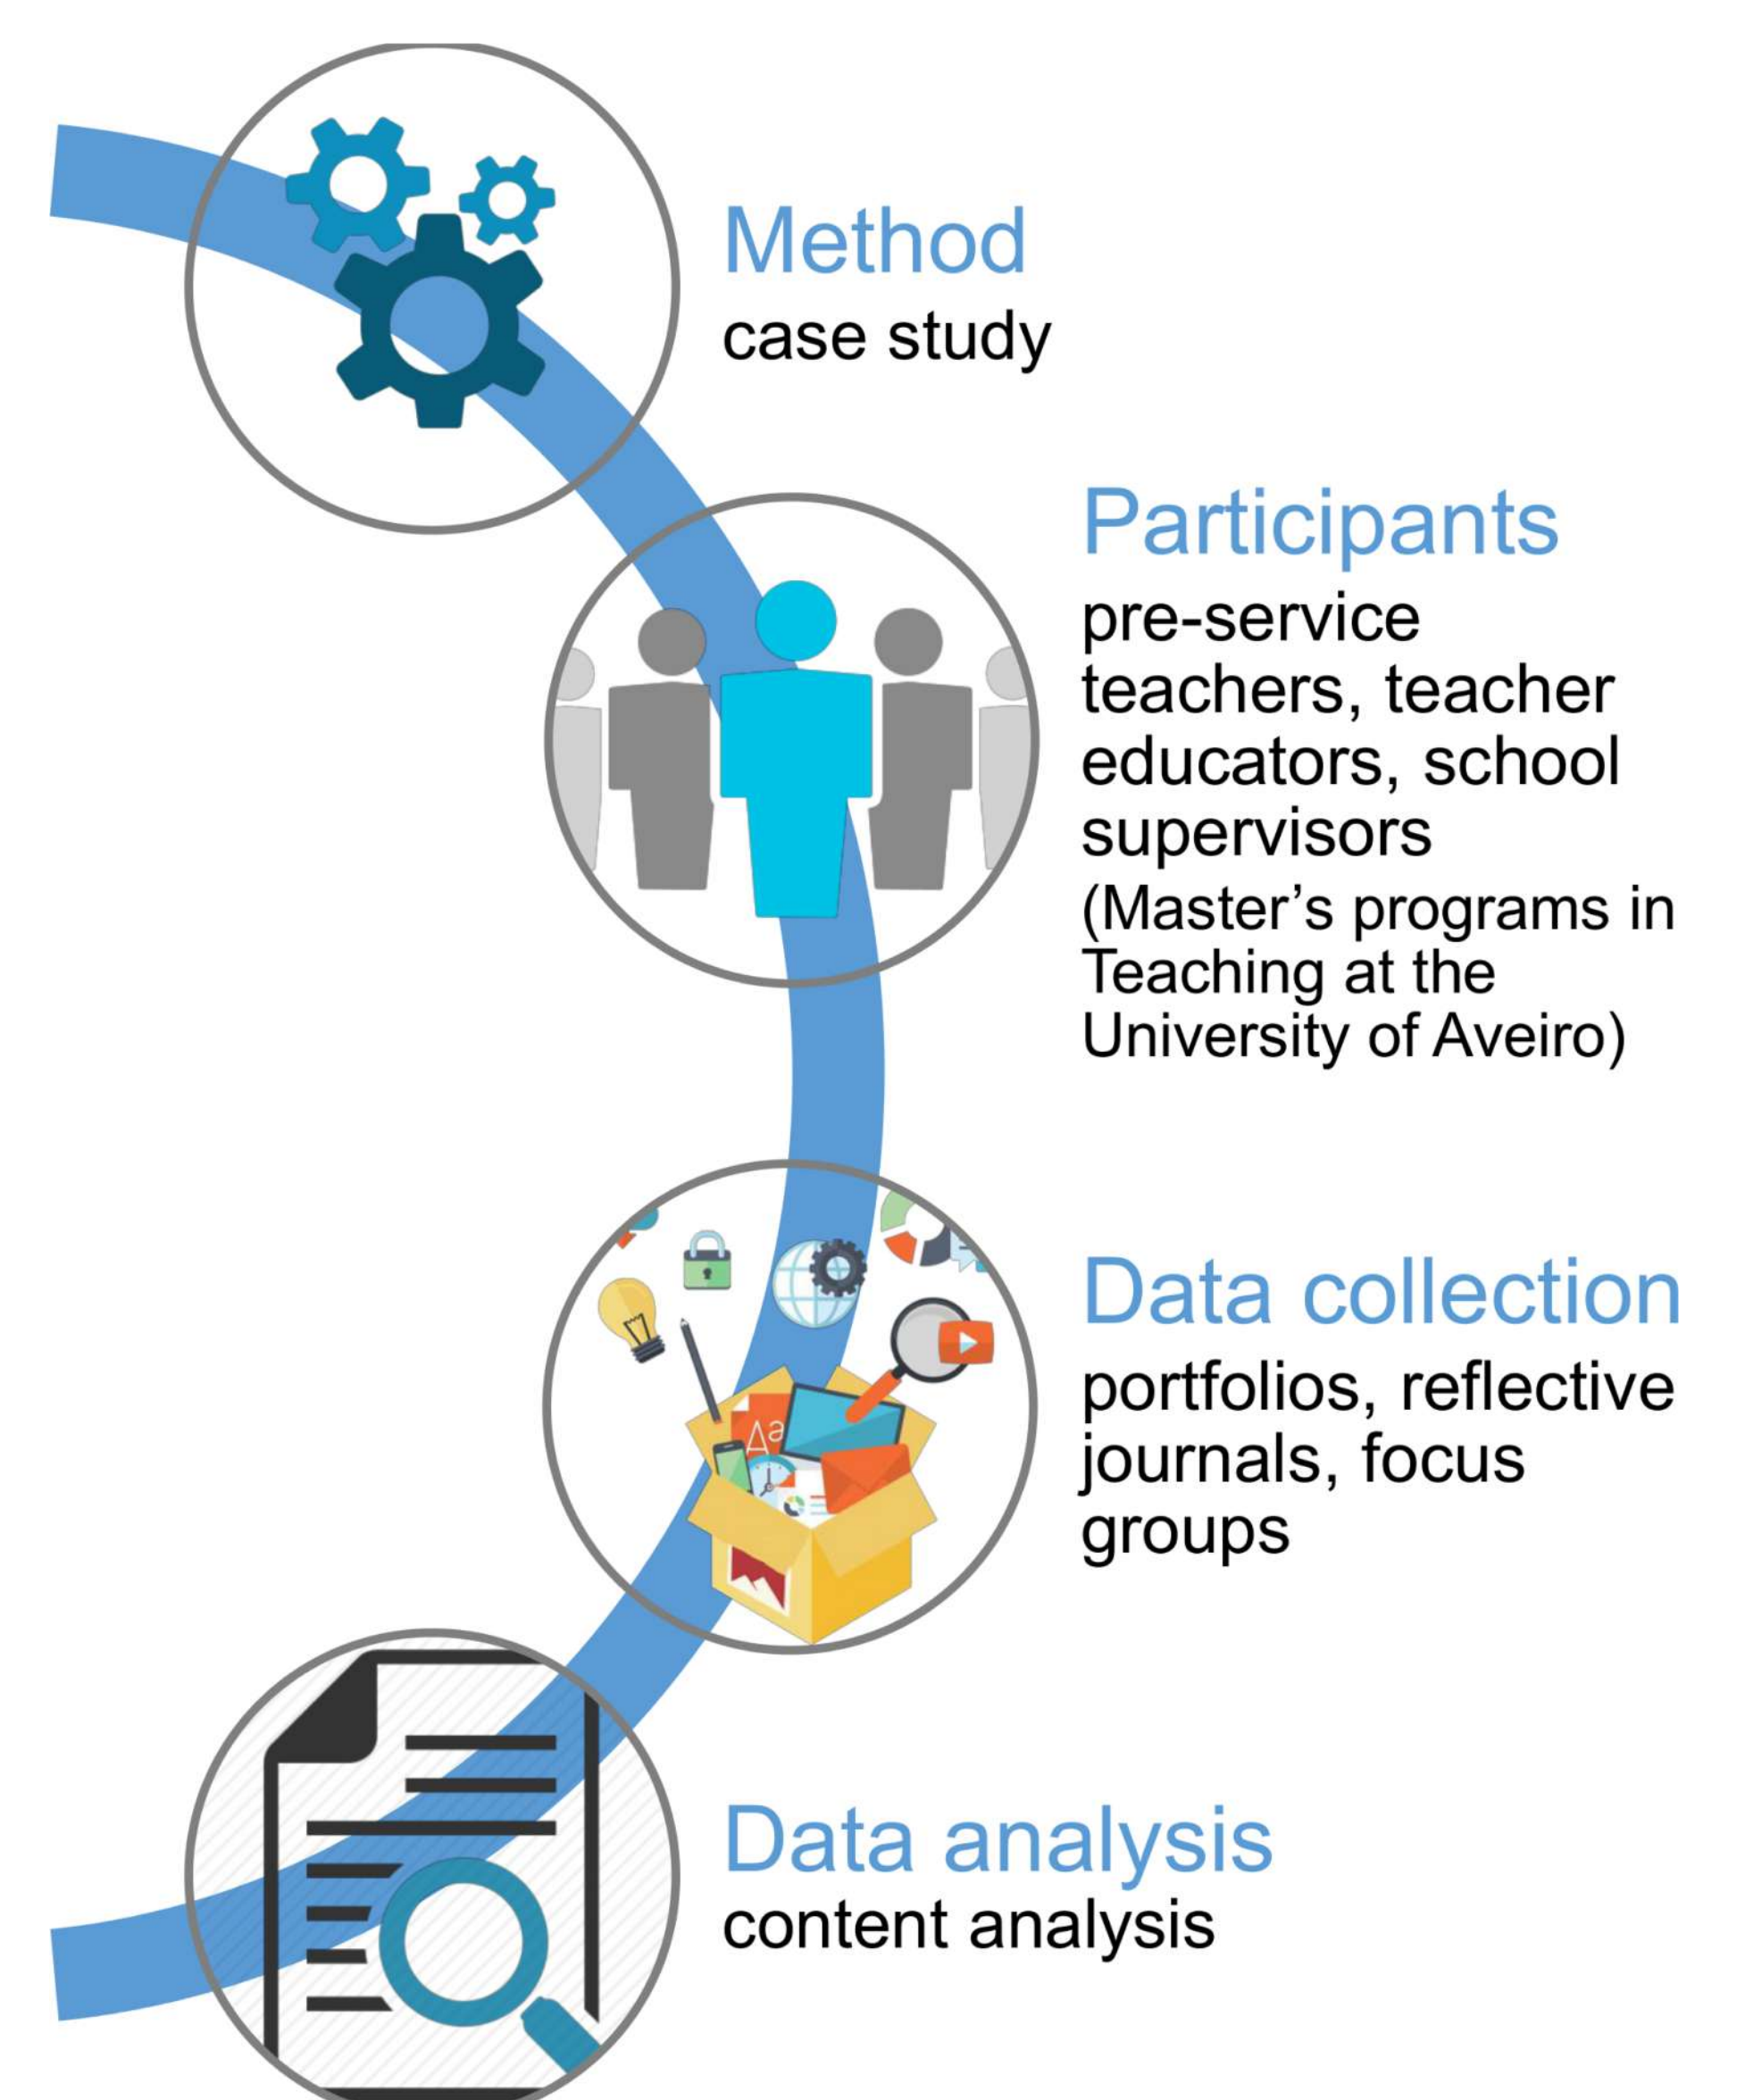 Method
case study
Participants
pre-service
teachers, teacher
educators, school
supervisors
(Master's programs in
Teaching at the
University of Aveiro)
Data collection
portfolios, reflective
journals, focus
groups
Aa
Data analysis
content analysis